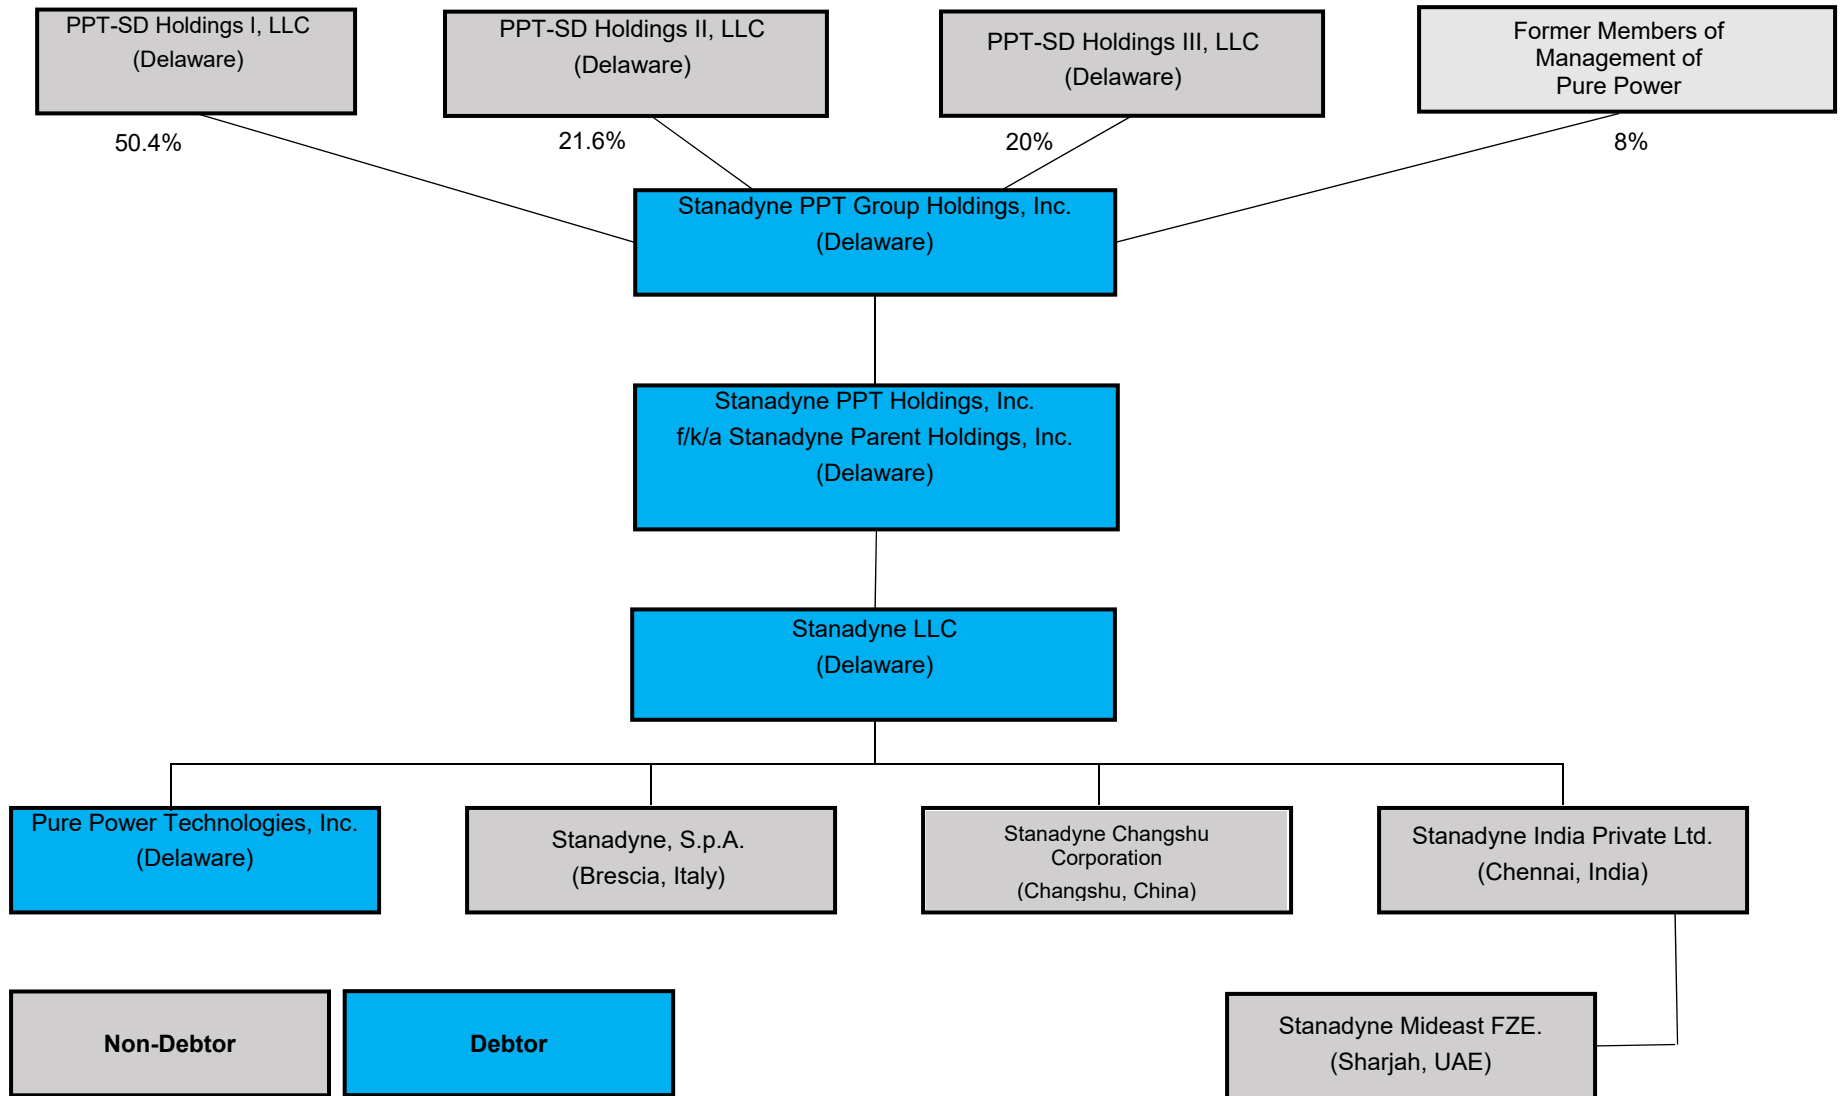 PPT-SD Holdings I, LLC
(Delaware)
PPT-SD Holdings II, LLC
(Delaware)
PPT-SD Holdings III, LLC
(Delaware)
Former Members of
Management of
Pure Power
50.4%
21.6%
20%
8%
Stanadyne PPT Group Holdings, Inc.
(Delaware)
Stanadyne PPT Holdings, Inc.
f/k/a Stanadyne Parent Holdings, Inc.
(Delaware)
Stanadyne LLC
(Delaware)
Pure Power Technologies, Inc.
(Delaware)
Stanadyne, S.p.A.
(Brescia, Italy)
Stanadyne Changshu
Corporation
(Changshu, China)
Stanadyne India Private Ltd.
(Chennai, India)
Non-Debtor
Debtor
Stanadyne Mideast FZE.
(Sharjah, UAE)